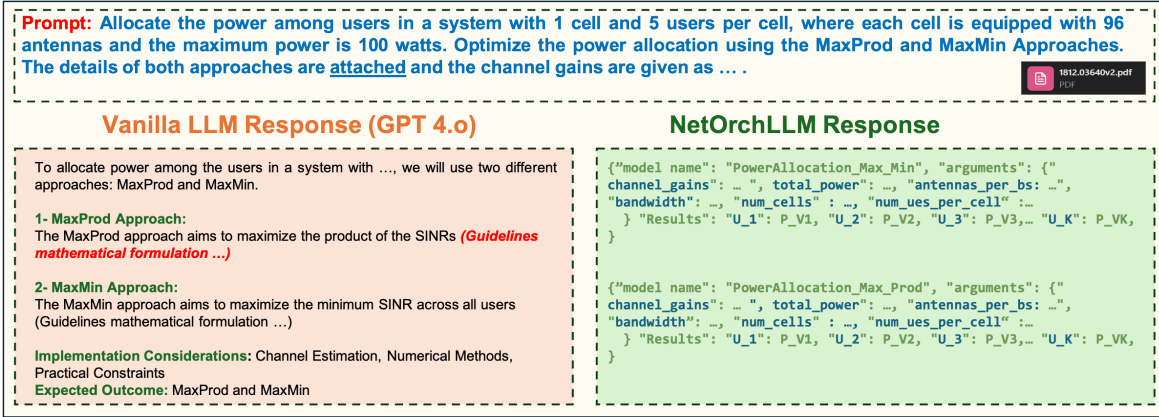 Prompt: Allocate the power among users in a system with 1 cell and 5 users per cell, where each cell is equipped with 96
antennas and the maximum power is 100 watts. Optimize the power allocation using the MaxProd and MaxMin Approaches.
The details of both approaches are attached and the channel gains are given as … .
1812.03640v2.pdf
PDF
Vanilla LLM Response (GPT 4.o)
To allocate power among the users in a system with …, we will use two different
approaches: MaxProd and MaxMin.
1- MaxProd Approach:
The MaxProd approach aims to maximize the product of the SINRs (Guidelines
mathematical formulation …)
2- MaxMin Approach:
The MaxMin approach aims to maximize the minimum SINR across all users
(Guidelines mathematical formulation …)
Implementation Considerations: Channel Estimation, Numerical Methods,
Practical Constraints
Expected Outcome: MaxProd and MaxMin
NetOrchLLM Response
{”model name": "PowerAllocation_Max_Min", "arguments": {"
channel_gains": … ", total_power": …, "antennas_per_bs: …",
"bandwidth": …, "num_cells" : …, "num_ues_per_cell“ :…
} "Results": "U_1": P_V1, "U_2": P_V2, "U_3": P_V3,… "U_K": P_VK,
}
{”model name": "PowerAllocation_Max_Prod", "arguments": {"
channel_gains": … ", total_power": …, "antennas_per_bs: …",
"bandwidth”: …, "num_cells" : …, "num_ues_per_cell“ :…
} "Results": "U_1": P_V1, "U_2": P_V2, "U_3": P_V3,… "U_K": P_VK,
}